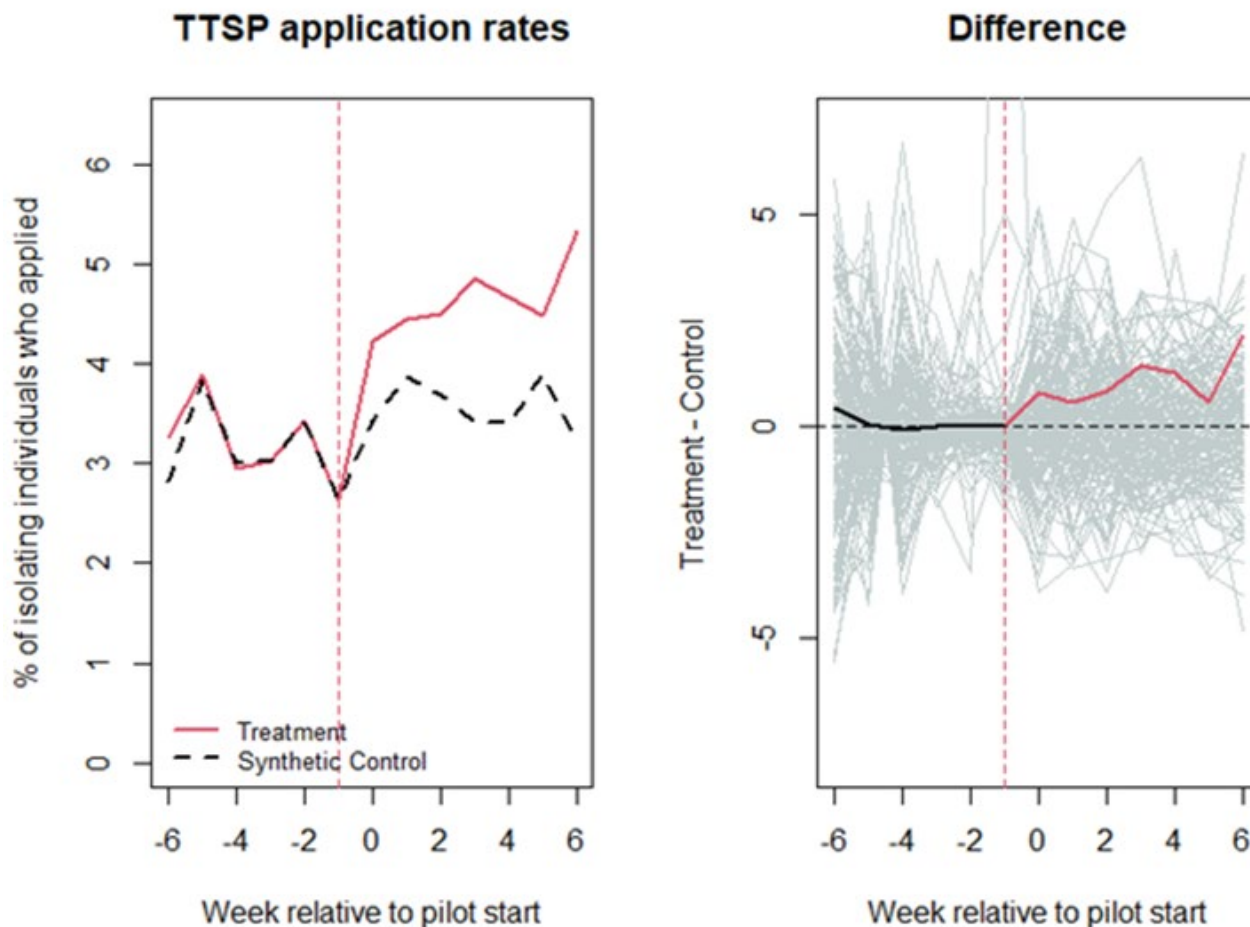 TTSP application rates
% of isolating individuals who applied
6
5
4
3
2
1
0
Treatment
Synthetic Control
-6 -4 -2 0 2 4 6
Week relative to pilot start
Difference
Treatment - Control
5
0
-5
-6 -4 -2 0 2 4 6
Week relative to pilot start